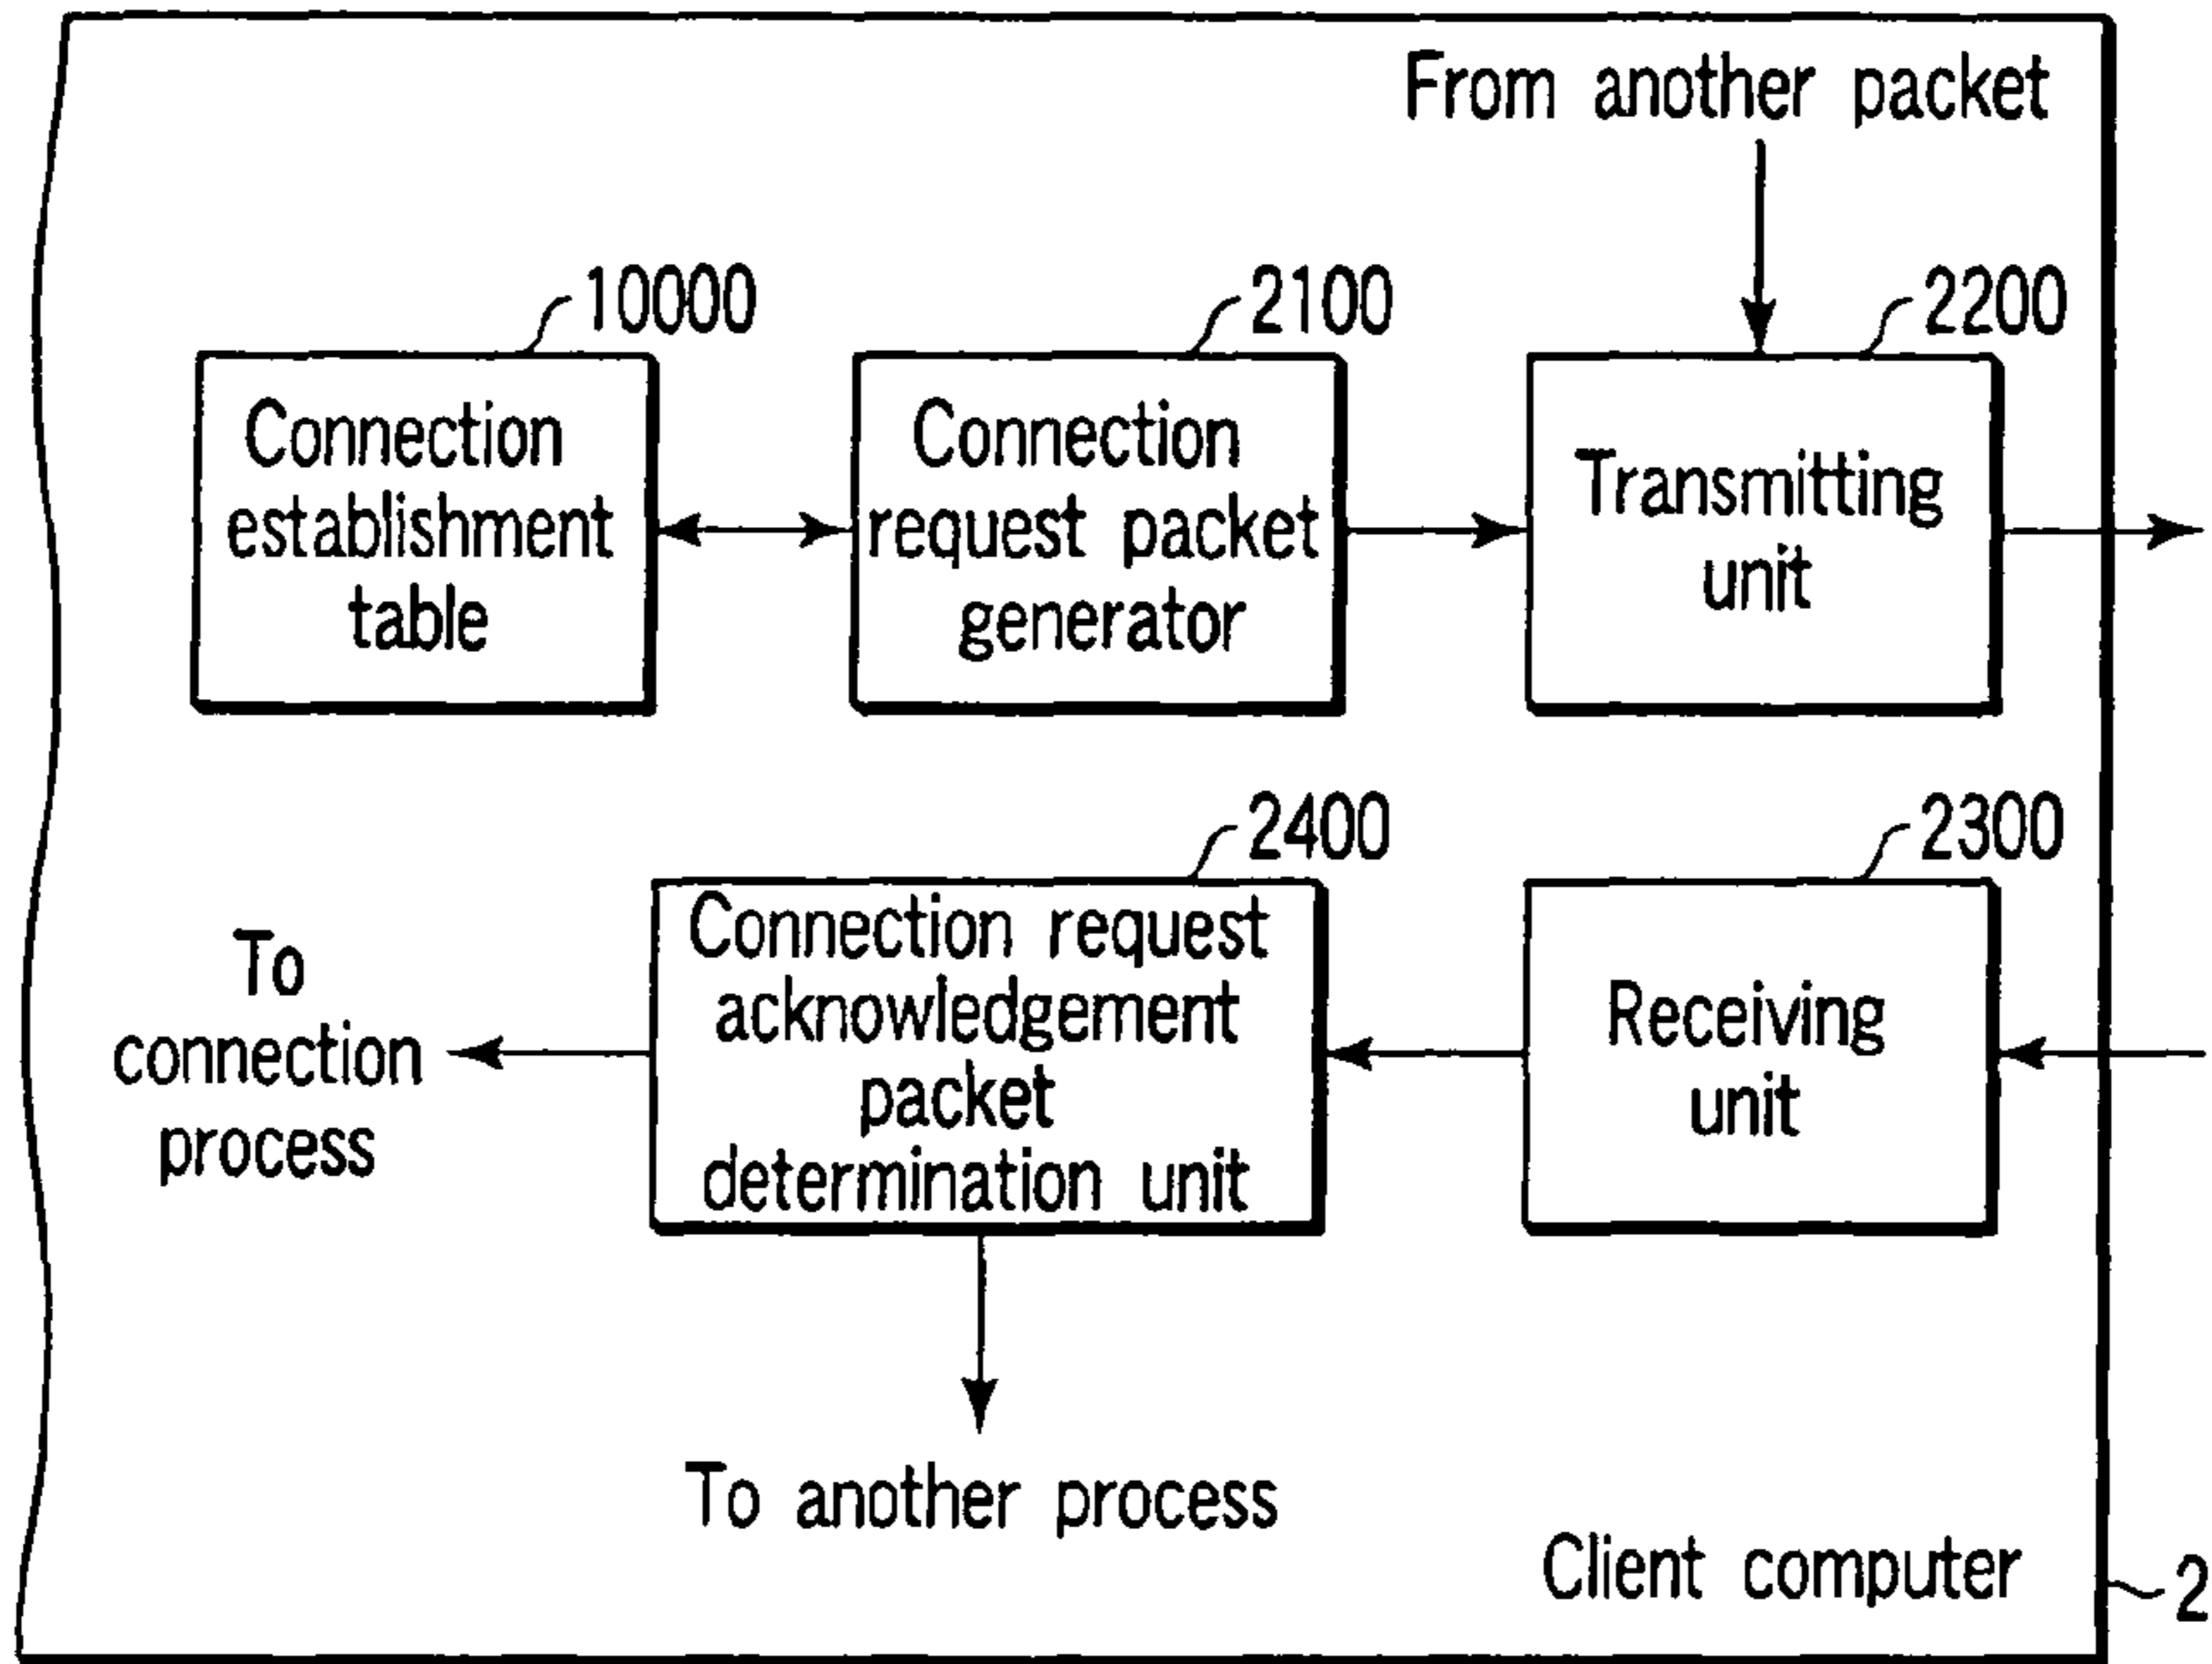 From another packet
10000
2100
2200
Connection
establishment
table
Connection
request packet
generator
Transmitting
unit
2400
2300
To
connection
process
Connection request
acknowledgement
packet
determination unit
Receiving
unit
To another process
Client computer
2